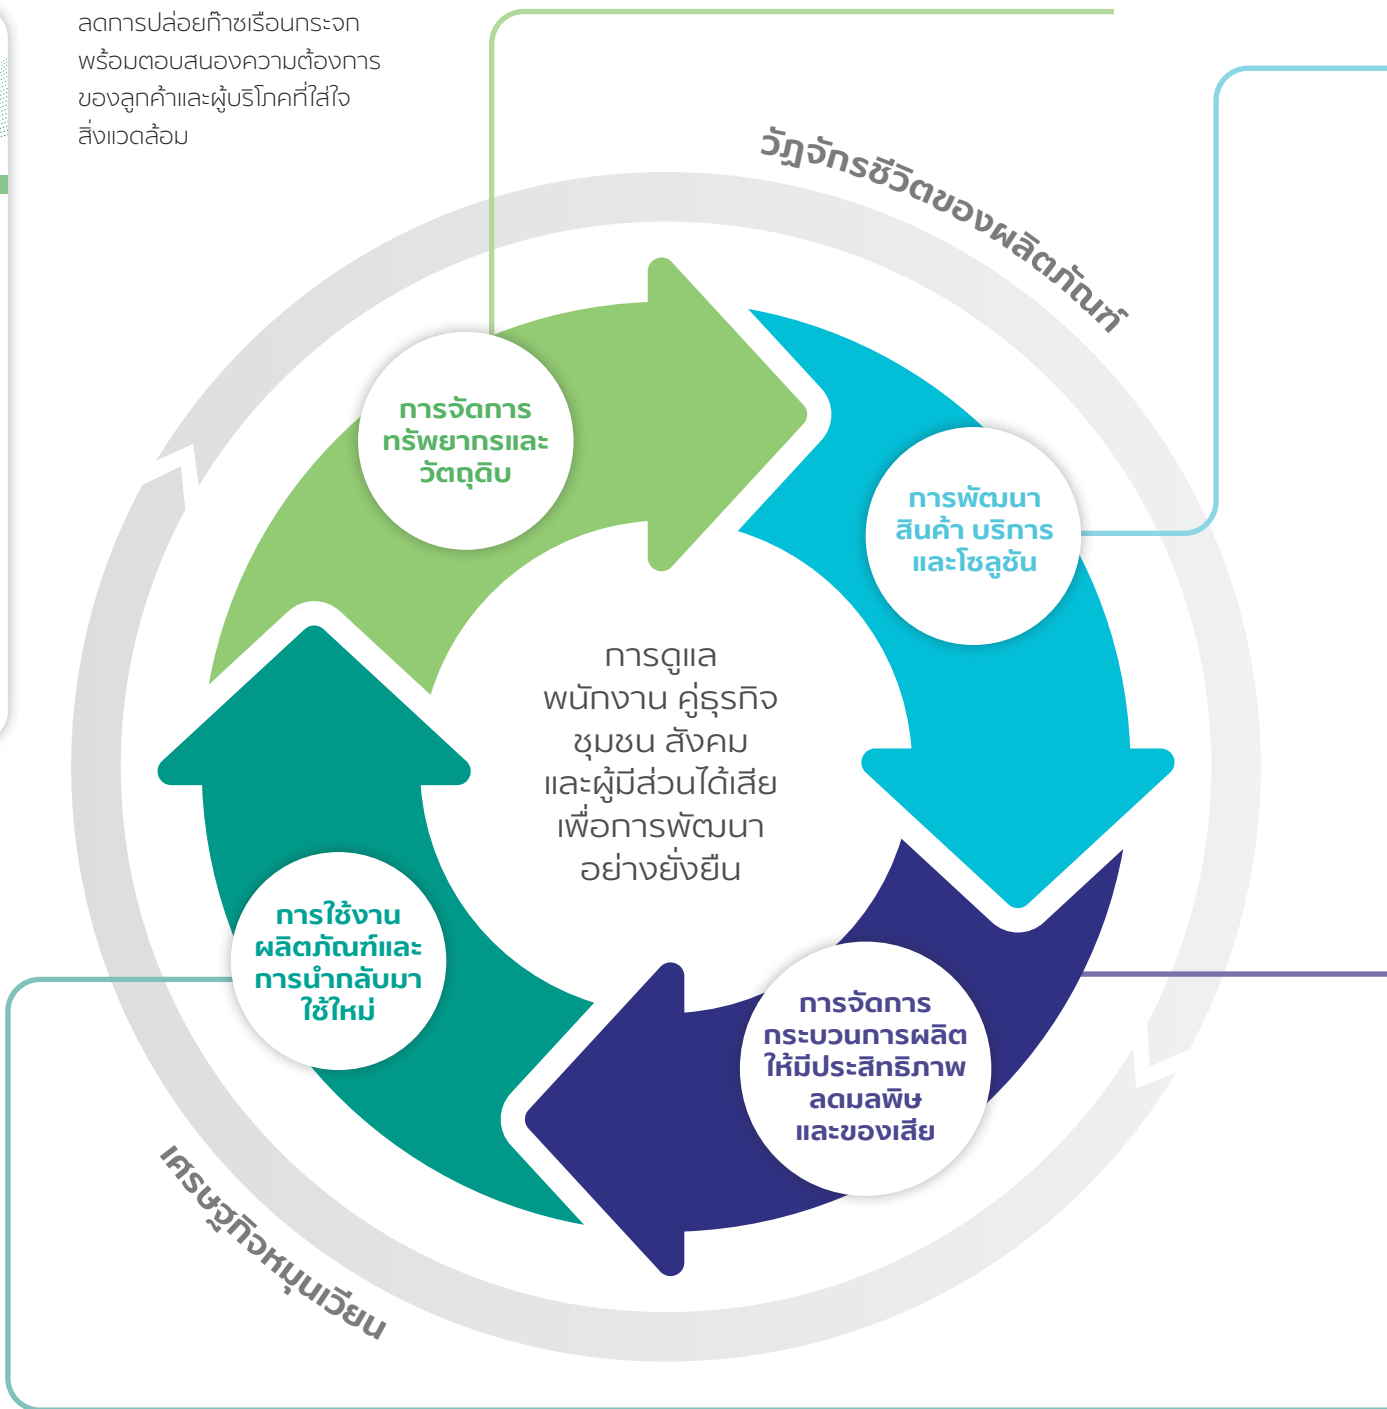 ลดการปล่อยก๊าซเรือนกระจก
พร้อมตอบสนองความต้องการ
ของลูกค้าและผู้บริโภคที่ใส่ใจ
สิ่งแวดล้อม
วัฏจักรชีวิตของผลิตภัณฑ์
การจัดการ
ทรัพยากรและ
วัตถุดิบ
การพัฒนา
สินค้า บริการ
และโซลูชัน
การดูแล
พนักงาน คู่ธุรกิจ
ชุมชน สังคม
และผู้มีส่วนได้เสีย
เพื่อการพัฒนา
อย่างยั่งยืน
การใช้งาน
ผลิตภัณฑ์และ
การนำกลับมา
ใช้ใหม่
การจัดการ
กระบวนการผลิต
ให้มีประสิทธิภาพ
ลดมลพิษ
และของเสีย
เศรษฐกิจหมุนเวียน